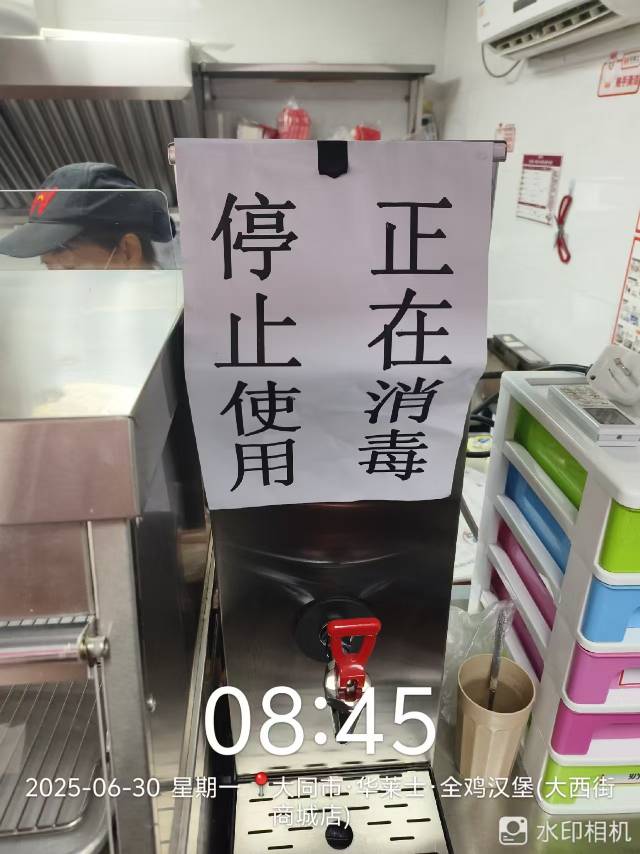 正在消毒
停止使用
08:45
2025-06-30 星期一 大同市·华莱士·全鸡汉堡(大西街
商城店)
水印相机